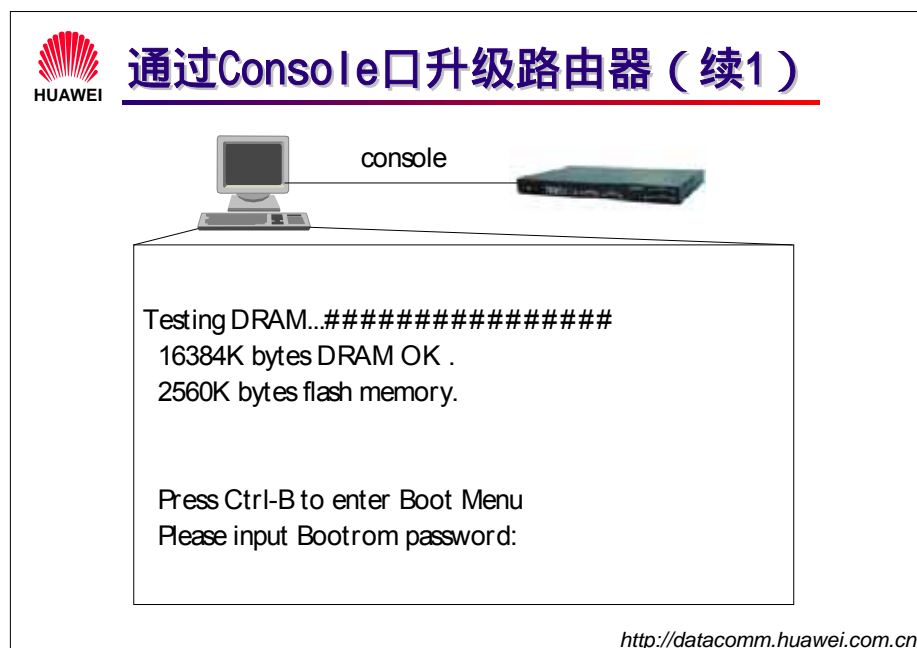 HUAWEI
通过Console口升级路由器（续1）
console
Testing DRAM...################
16384K bytes DRAM OK .
2560K bytes flash memory.
Press Ctrl-B to enter Boot Menu
Please input Bootrom password:
http://datacomm.huawei.com.cn